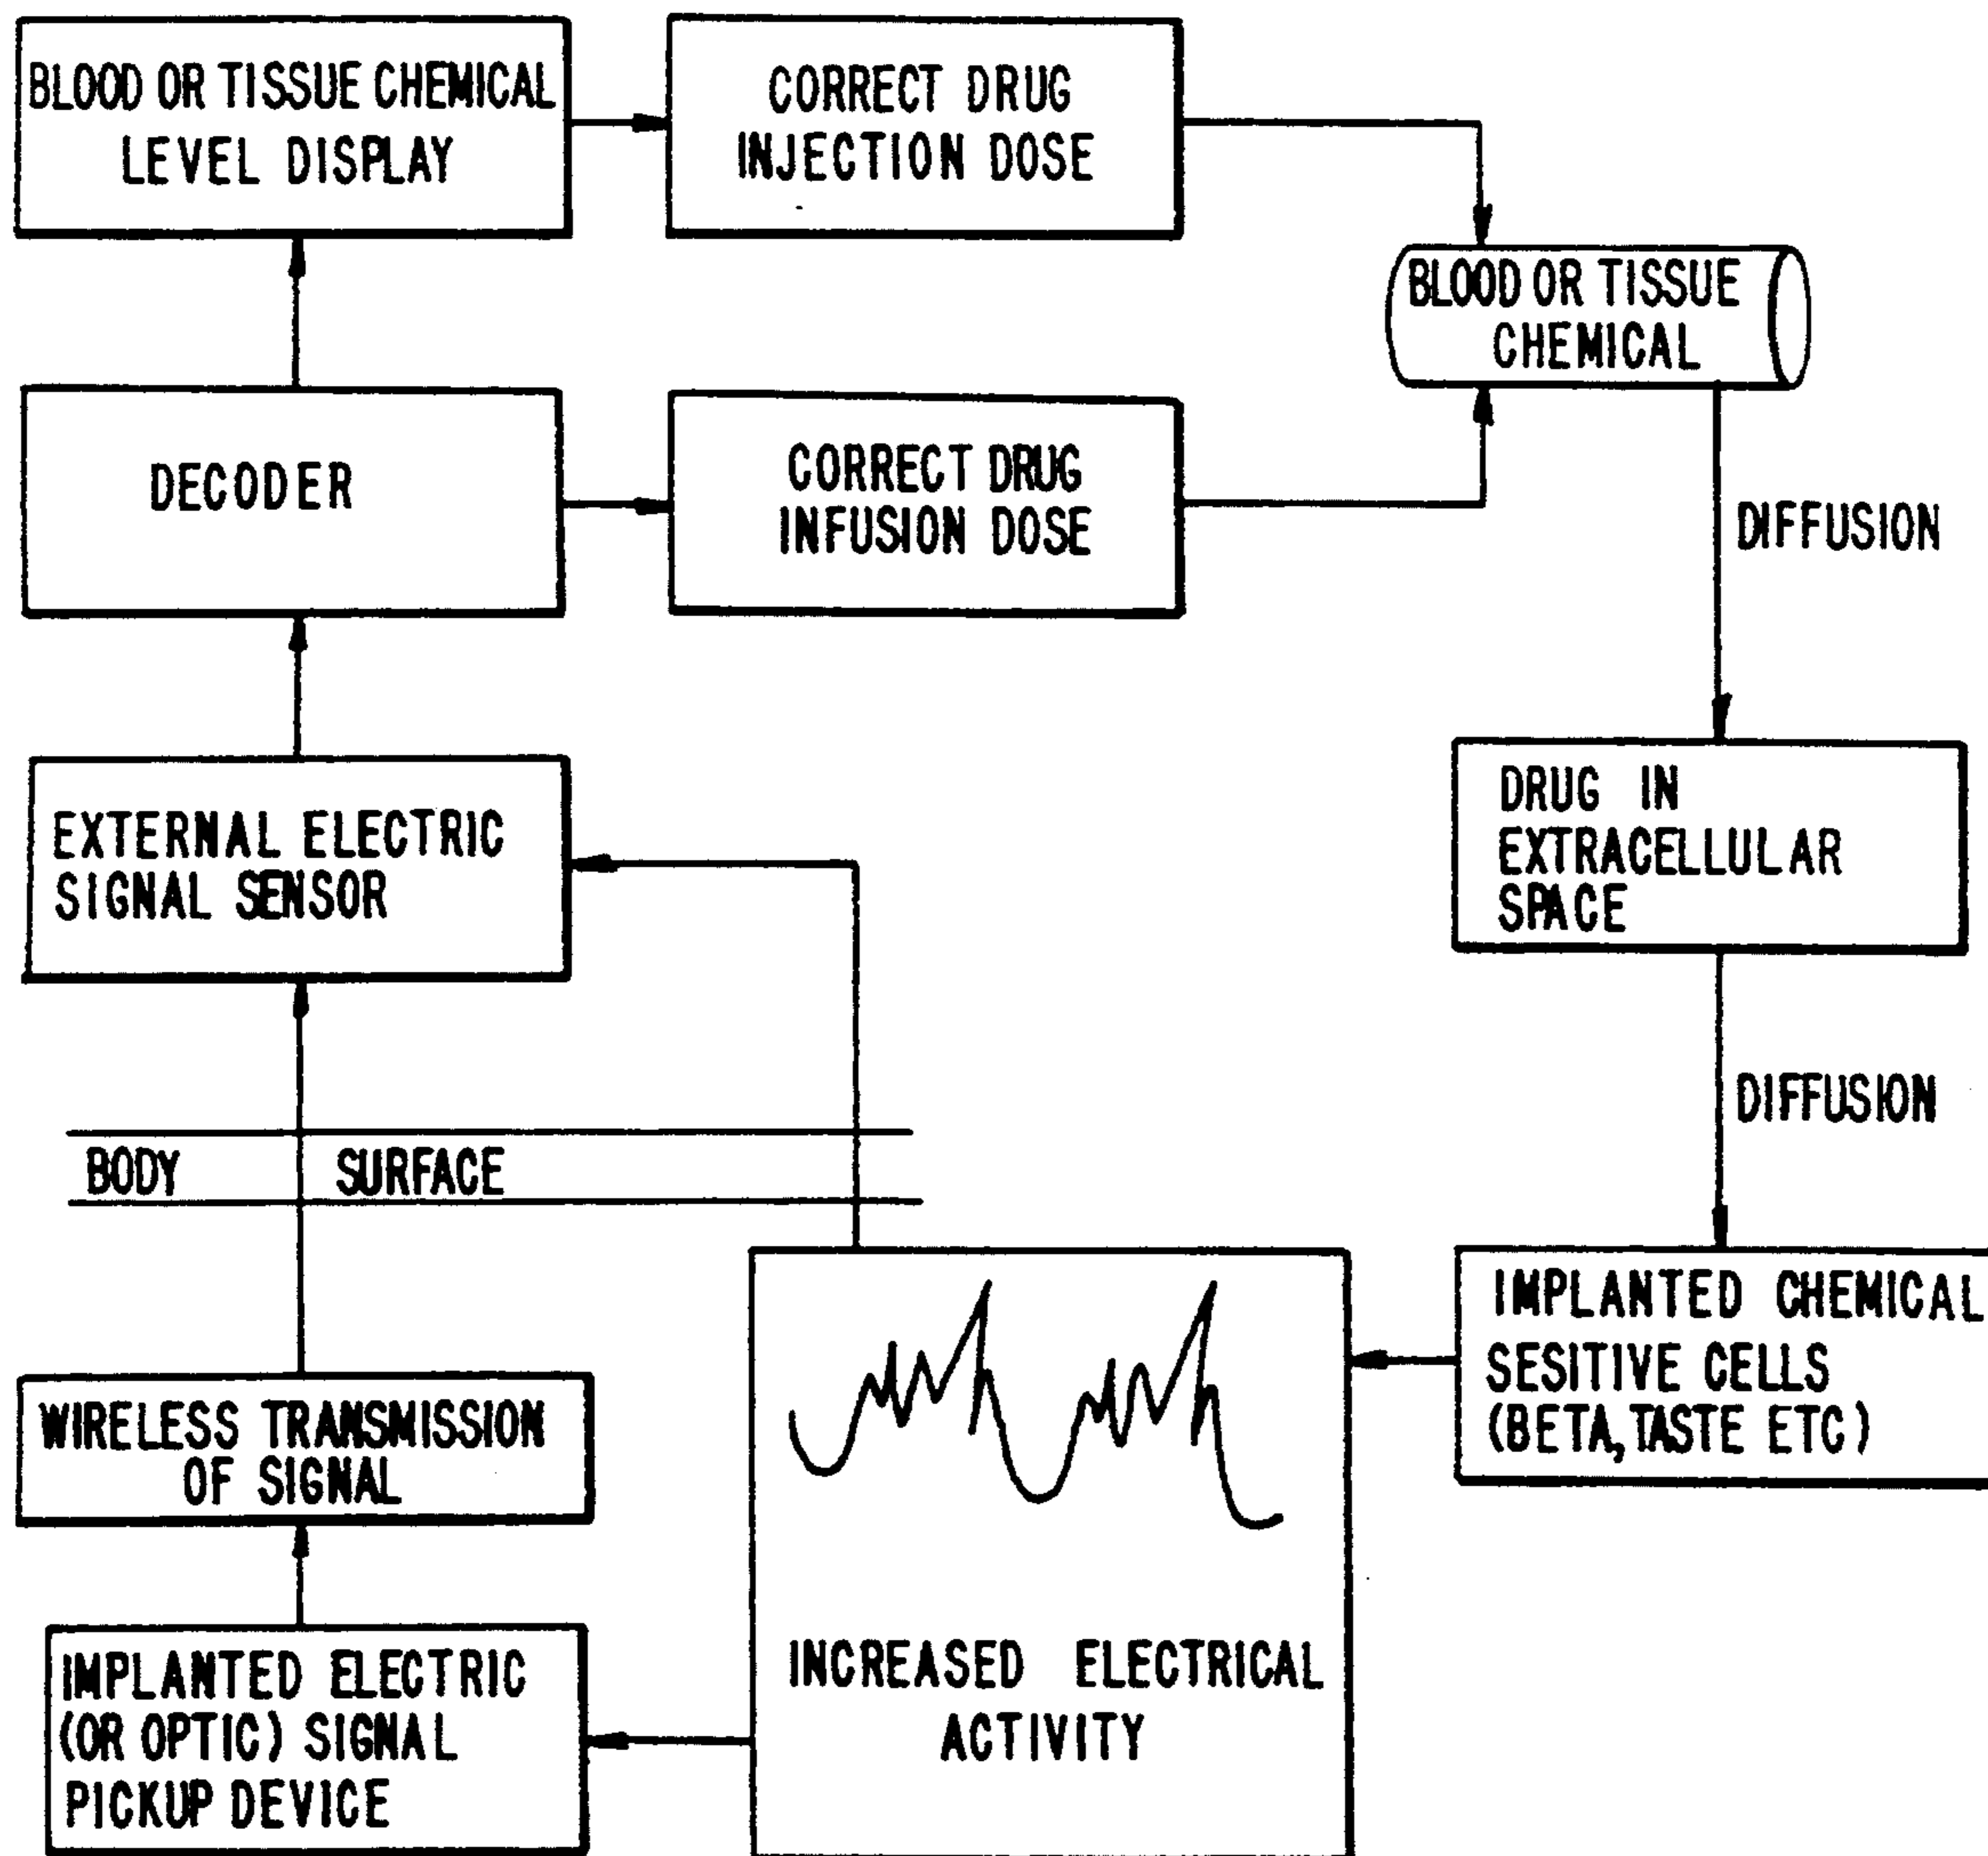 BLOOD OR TISSUE CHEMICAL
LEVEL DISPLAY
CORRECT DRUG
INJECTION DOSE
BLOOD OR TISSUE
CHEMICAL
DECODER
CORRECT DRUG
INFUSION DOSE
DIFFUSION
EXTERNAL ELECTRIC
SIGNAL SENSOR
DRUG IN
EXTRACELLULAR
SPACE
DIFFUSION
BODY SURFACE
IMPLANTED CHEMICAL
SESITIVE CELLS
(BETA, TASTE ETC)
WIRELESS TRANSMISSION
OF SIGNAL
INCREASED ELECTRICAL
ACTIVITY
IMPLANTED ELECTRIC
(OR OPTIC) SIGNAL
PICKUP DEVICE